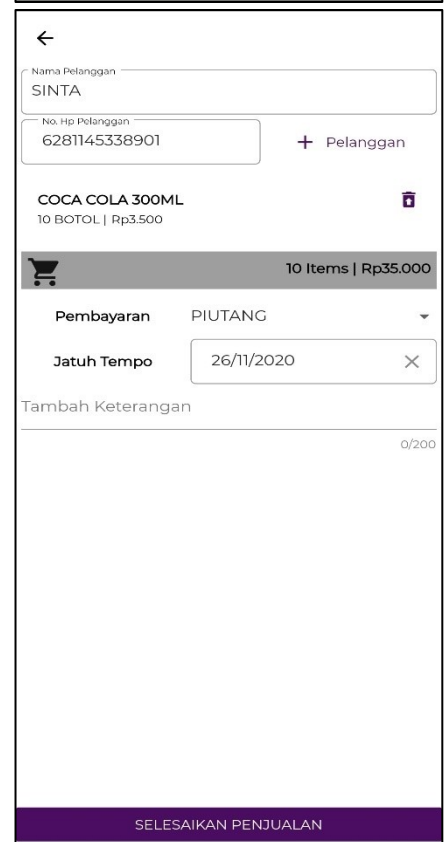 Nama Pelanggan
SINTA
No. Hp Pelanggan
6281145338901
+ Pelanggan
COCA COLA 300ML
10 BOTOL | Rp3.500
10 Items | Rp35.000
Pembayaran PIUTANG
Jatuh Tempo 26/11/2020
Tambah Keterangan
0/200
SELESAIKAN PENJUALAN